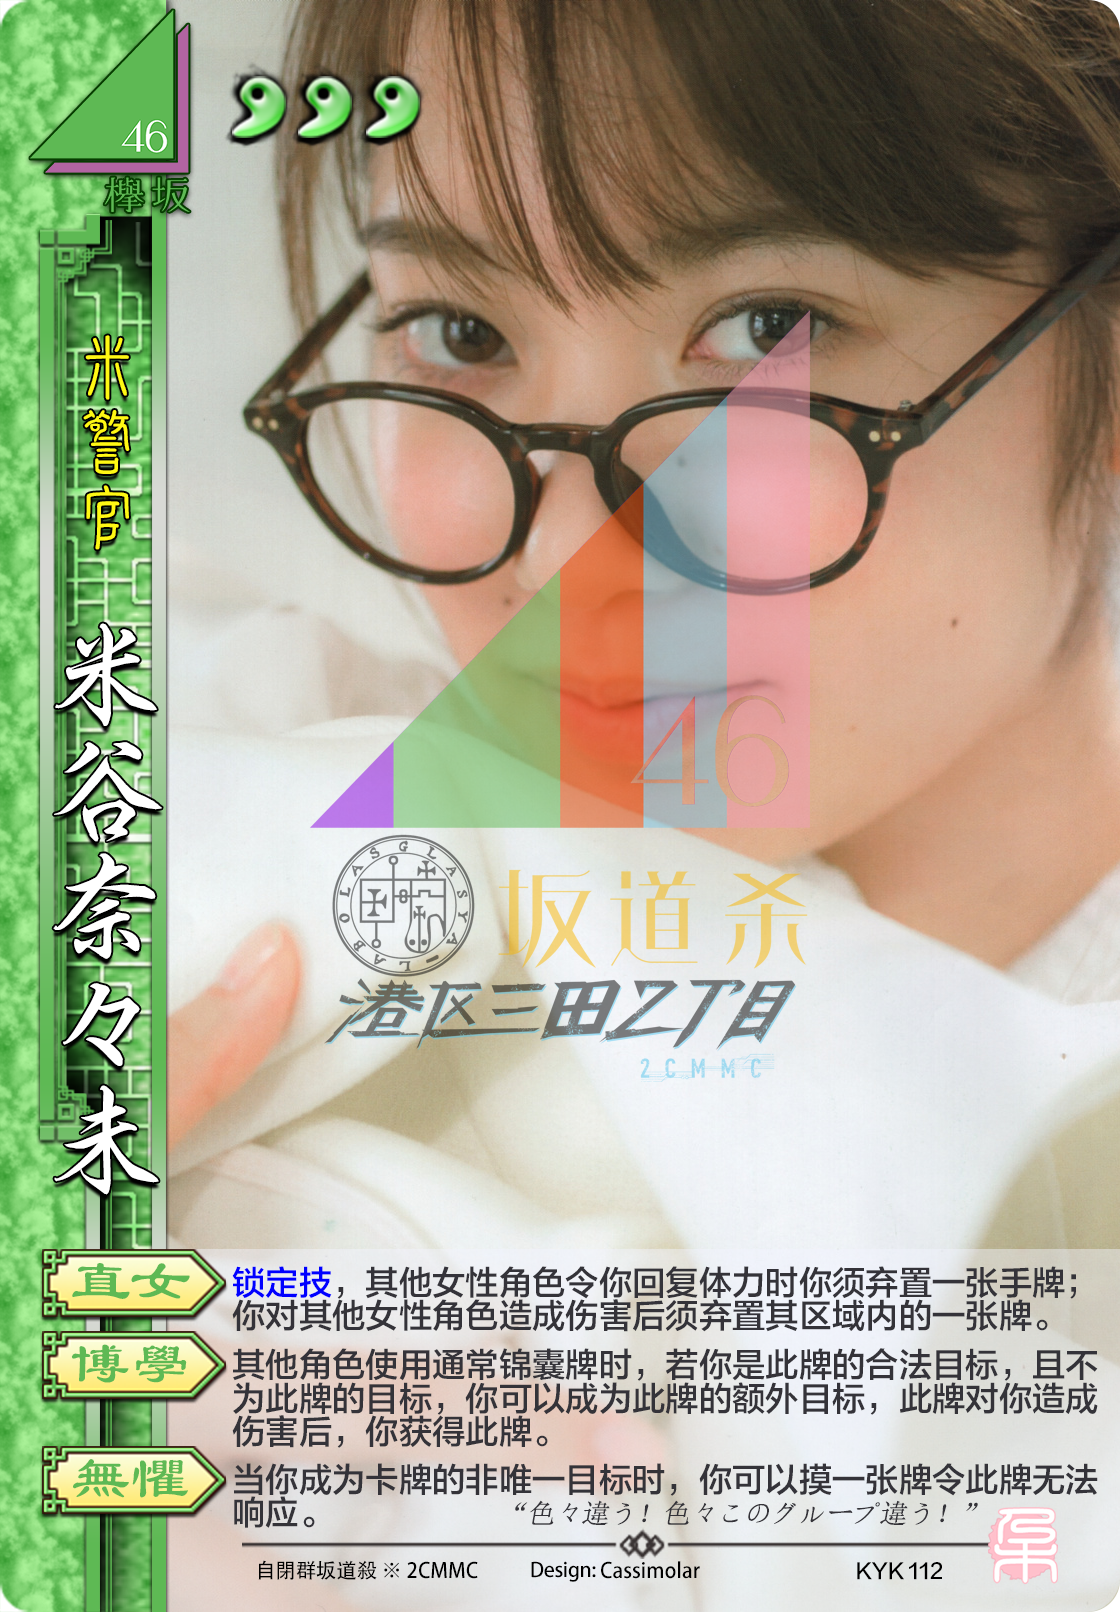 46
欅坂
米警官
米谷奈々未
46
GLASYA-LABOLAS
坂道杀
港区三田乙丁目
2CMMC
直女
锁定技，其他女性角色令你回复体力时你须弃置一张手牌；
你对其他女性角色造成伤害后须弃置其区域内的一张牌。
博學
其他角色使用通常锦囊牌时，若你是此牌的合法目标，且不
为此牌的目标，你可以成为此牌的额外目标，此牌对你造成
伤害后，你获得此牌。
無懼
当你成为卡牌的非唯一目标时，你可以摸一张牌令此牌无法
响应。
“色々違う！色々このグループ違う！”
自閉群坂道殺 ※ 2CMMC
Design: Cassimolar
KYK 112